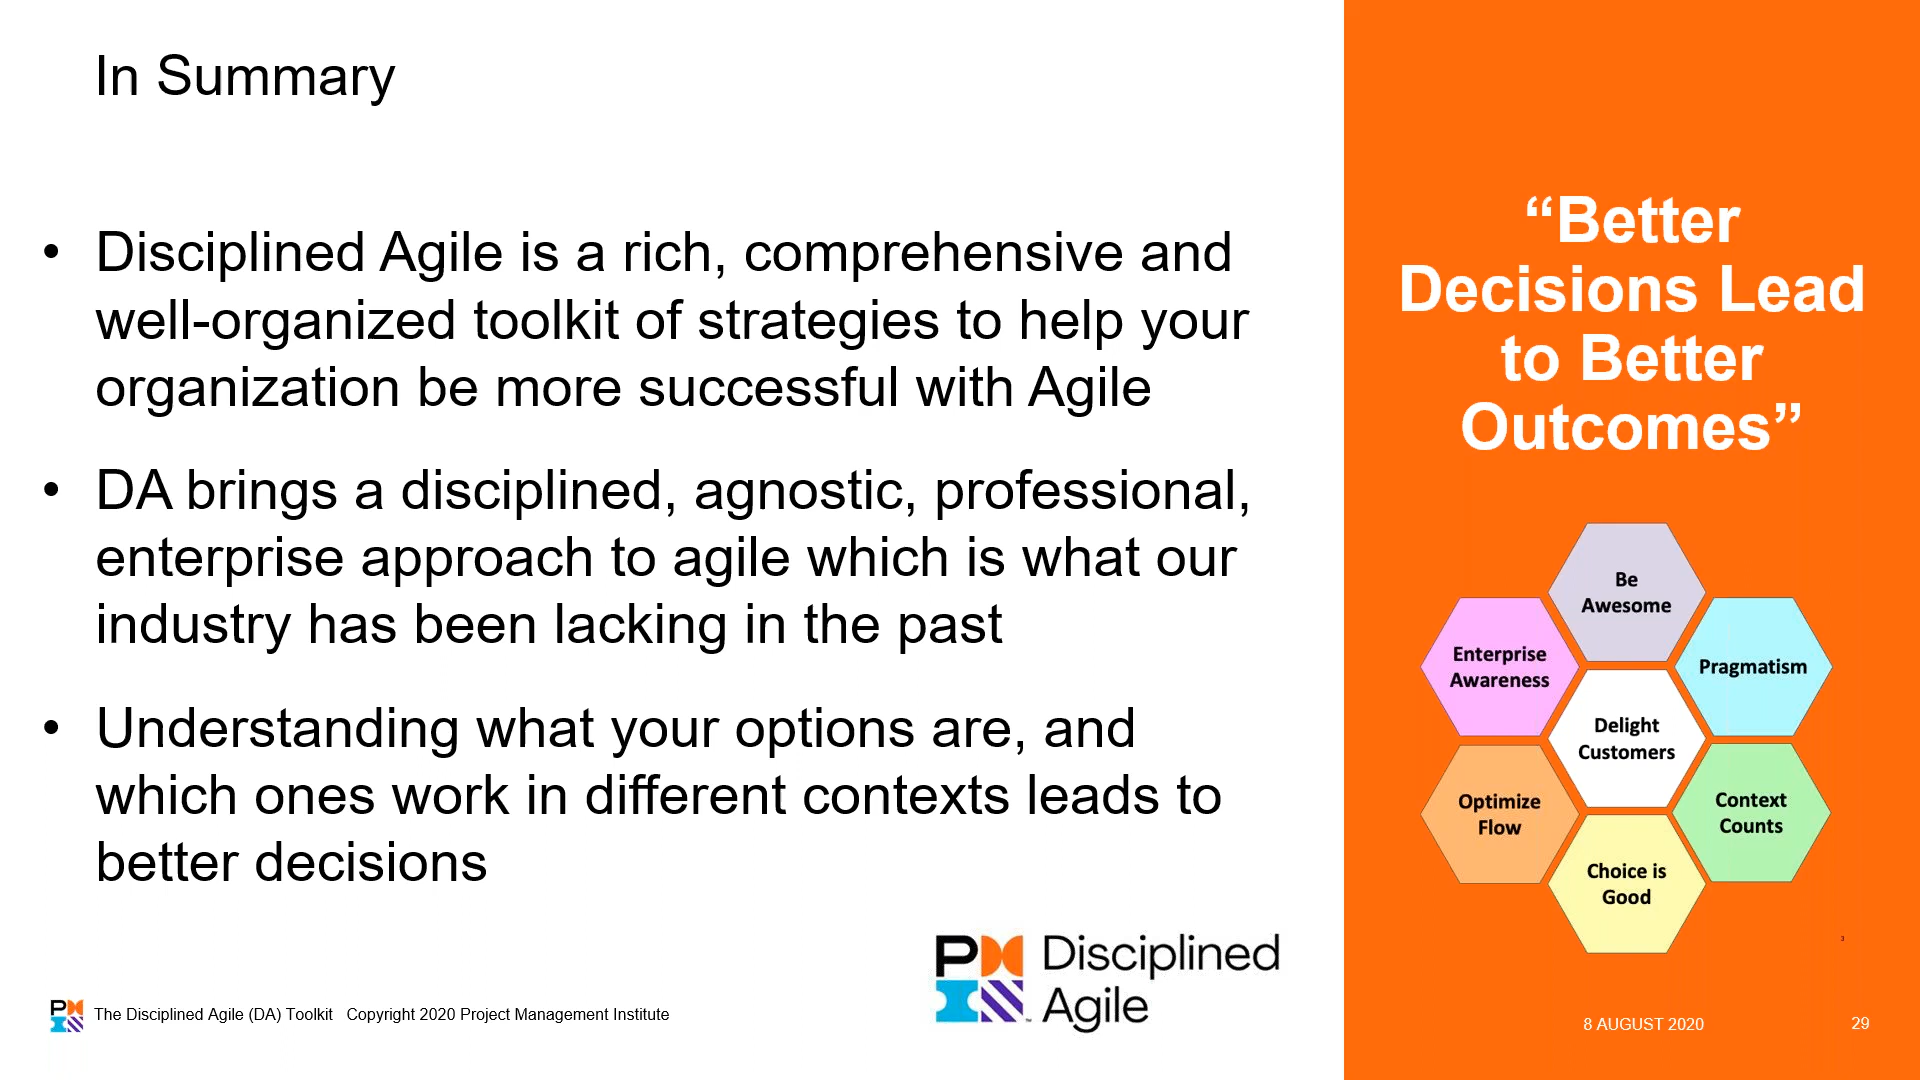 In Summary
• Disciplined Agile is a rich, comprehensive and
well-organized toolkit of strategies to help your
organization be more successful with Agile
• DA brings a disciplined, agnostic, professional,
enterprise approach to agile which is what our
industry has been lacking in the past
• Understanding what your options are, and
which ones work in different contexts leads to
better decisions
Disciplined
Agile
The Disciplined Agile (DA) Toolkit Copyright 2020 Project Management Institute
“Better
Decisions Lead
to Better
Outcomes”
Be
Awesome
Enterprise
Awareness
Pragmatism
Delight
Customers
Optimize
Flow
Context
Counts
Choice is
Good
3
8 AUGUST 2020
29